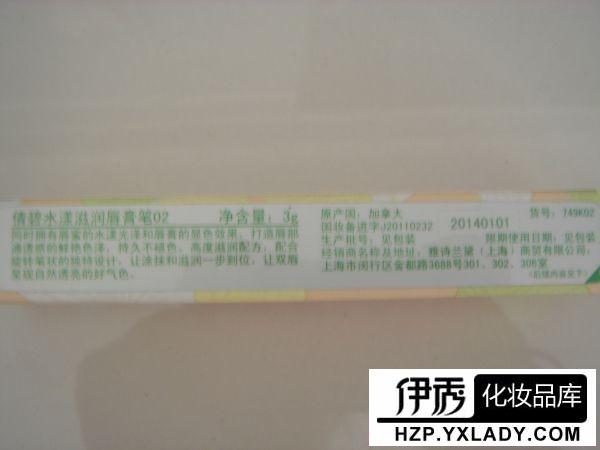 倩碧水漾滋润唇膏笔02 净含量：3g
同时拥有唇蜜的水漾光泽和唇膏的显色效果。打造唇部
通透质的鲜艳色泽，持久不褪色。高度滋润配方，配合
旋转笔状的独特设计，让涂抹和滋润一步到位，让双唇
呈现自然透亮的好气色。
原产国：加拿大 货号：749K02
国妆备进字J20110232 20140101
生产批号：见包装 限期使用日期：见包装
经销商名称及地址：雅诗兰黛（上海）商贸有限公司，
上海市闵行区金都路3688号301、302、306室
（后续内容见下）
伊秀 化妆品库
HZP.YXLADY.COM